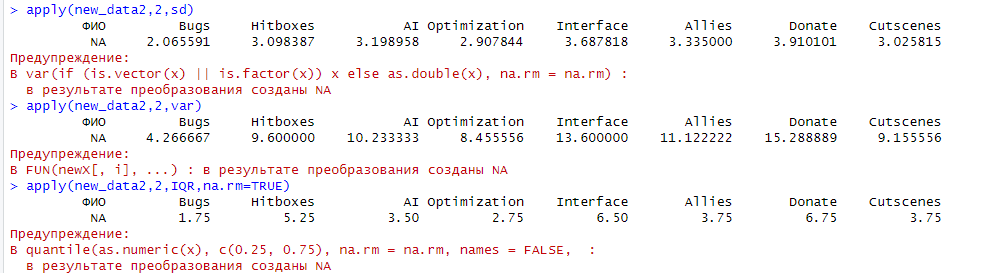 > apply(new_data2,2,sd)
ФИО Bugs Hitboxes AI Optimization Interface Allies Donate Cutscenes
NA 2.065591 3.098387 3.198958 2.907844 3.687818 3.335000 3.910101 3.025815
Предупреждение:
В var(if (is.vector(x) || is.factor(x)) x else as.double(x), na.rm = na.rm) :
в результате преобразования созданы NA
> apply(new_data2,2,var)
ФИО Bugs Hitboxes AI Optimization Interface Allies Donate Cutscenes
NA 4.266667 9.600000 10.233333 8.455556 13.600000 11.122222 15.288889 9.155556
Предупреждение:
В FUN(newX[, i], ...) : в результате преобразования созданы NA
> apply(new_data2,2,IQR,na.rm=TRUE)
ФИО Bugs Hitboxes AI Optimization Interface Allies Donate Cutscenes
NA 1.75 5.25 3.50 2.75 6.50 3.75 6.75 3.75
Предупреждение:
В quantile(as.numeric(x), c(0.25, 0.75), na.rm = na.rm, names = FALSE, :
в результате преобразования созданы NA